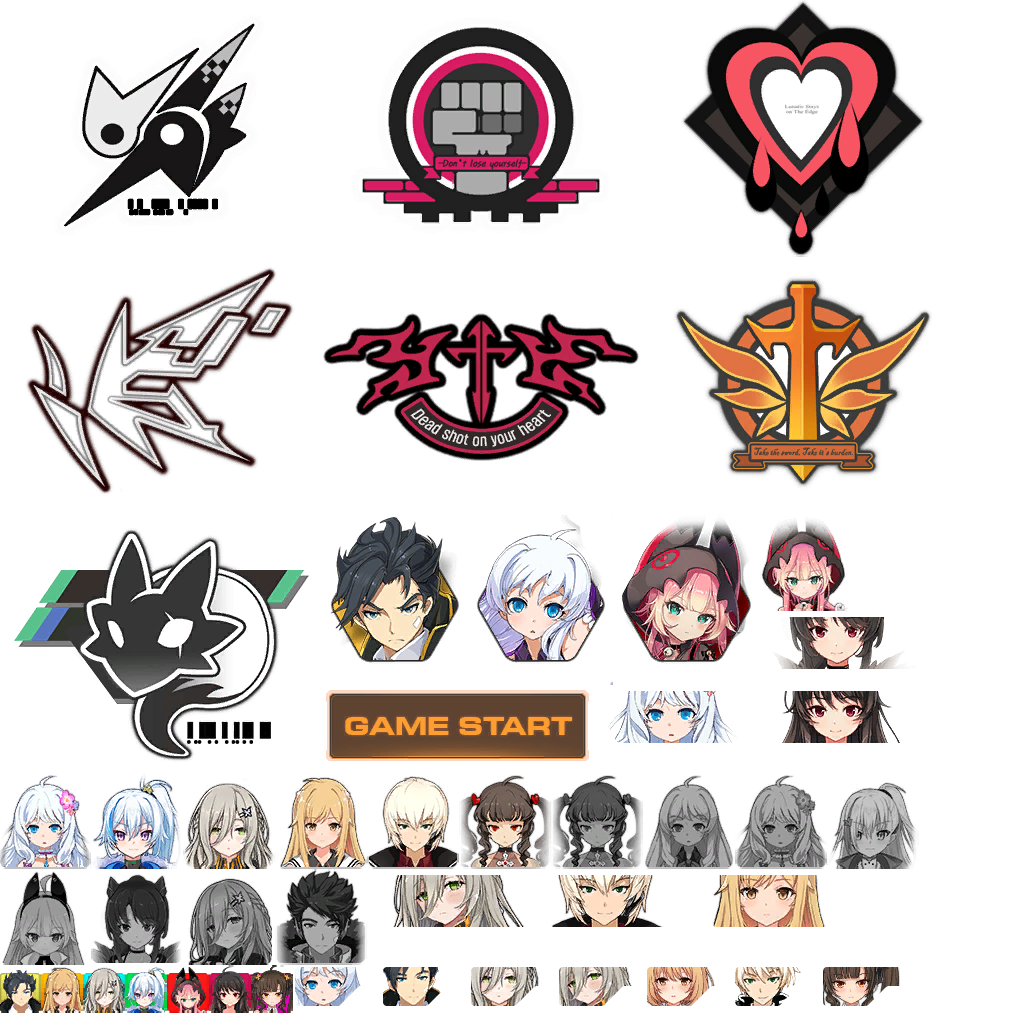 Don't lose yourself
Lunatic Stayz
on The Edge
Dead shot on your heart
Take the sword, Take it's burden.
GAME START